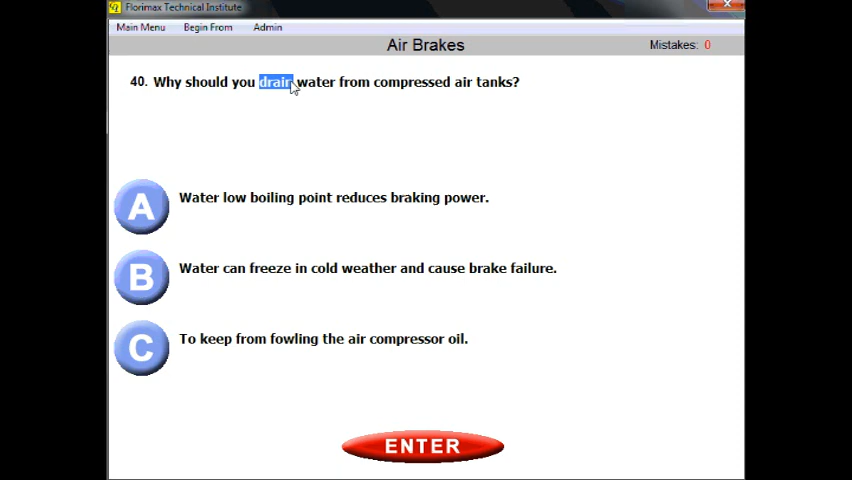 Florimax Technical Institute
Main Menu Begin From Admin
Air Brakes
Mistakes: 0
40. Why should you drain water from compressed air tanks?
A Water low boiling point reduces braking power.
B Water can freeze in cold weather and cause brake failure.
C To keep from fowling the air compressor oil.
ENTER